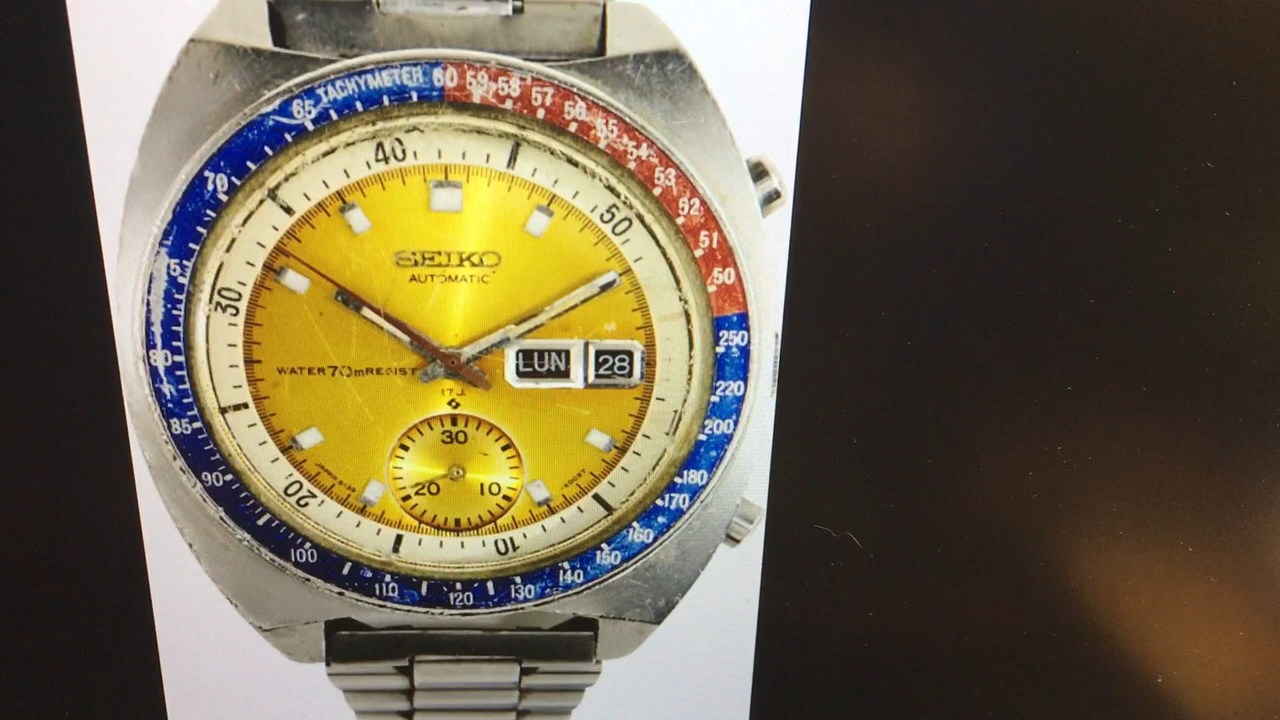 TACHYMETER 60 59 58 57 56 55 54 53 52 51 50
250 220 200 180 170 160 150 140 130 120 110 100 90 85 80 75 70 65
40 50
10 20 30
SEIKO
AUTOMATIC
LUN 28
WATER 70m RESIST
17J
30
20 10